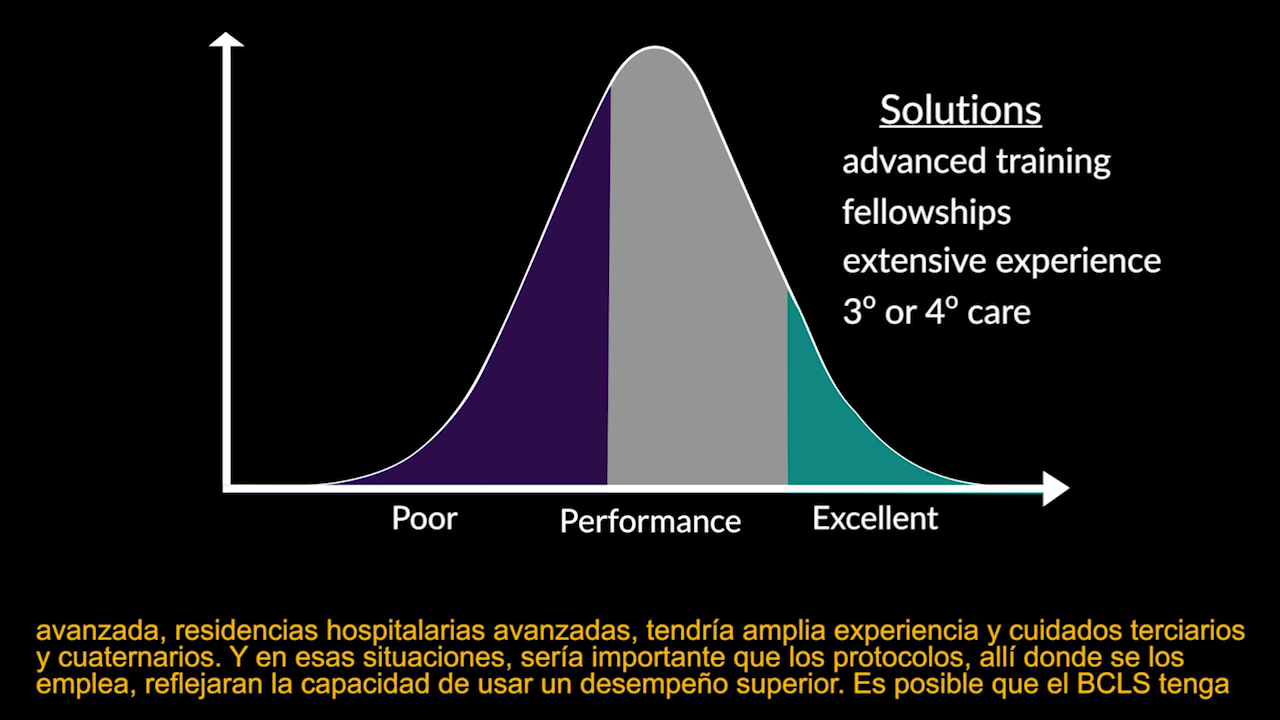 Solutions
advanced training
fellowships
extensive experience
3º or 4º care
Poor
Performance
Excellent
avanzada, residencias hospitalarias avanzadas, tendría amplia experiencia y cuidados terciarios
y cuaternarios. Y en esas situaciones, sería importante que los protocolos, allí donde se los
emplea, reflejaran la capacidad de usar un desempeño superior. Es posible que el BCLS tenga